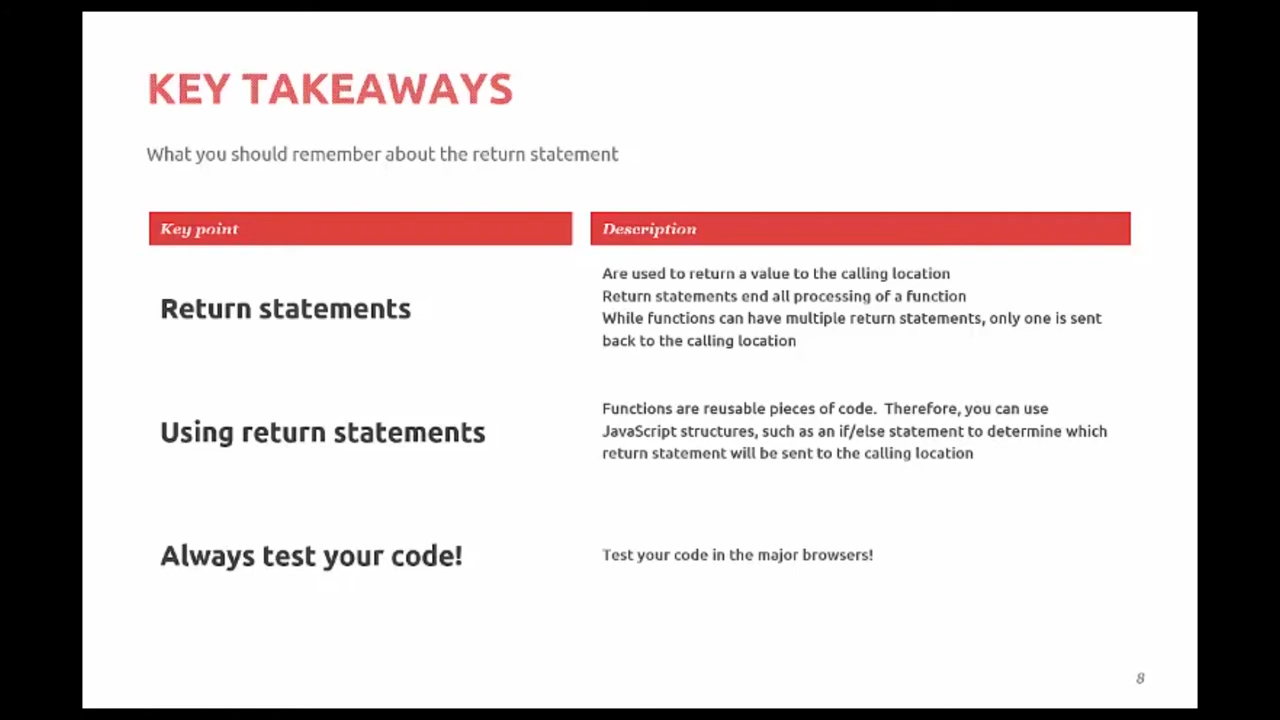 KEY TAKEAWAYS
What you should remember about the return statement
Key point
Description
Return statements
Are used to return a value to the calling location
Return statements end all processing of a function
While functions can have multiple return statements, only one is sent
back to the calling location
Using return statements
Functions are reusable pieces of code.  Therefore, you can use
JavaScript structures, such as an if/else statement to determine which
return statement will be sent to the calling location
Always test your code!
Test your code in the major browsers!
8